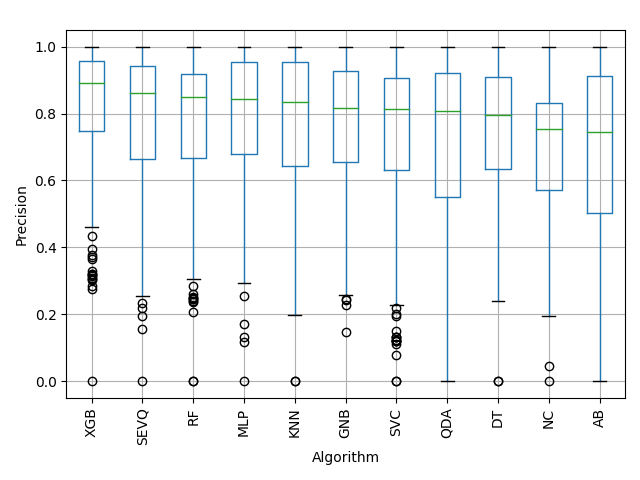 1.0
0.8
0.6
0.4
0.2
0.0
Precision
XGB
SEVQ
RF
MLP
KNN
GNB
SVC
QDA
DT
NC
AB
Algorithm